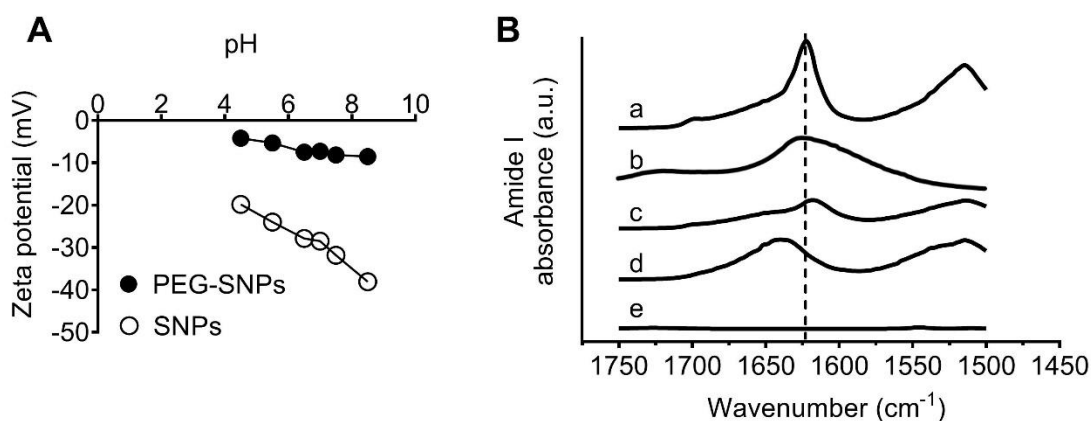 A
pH
0 2 4 6 8 10
Zeta potential (mV)
0
-10
-20
-30
-40
-50
PEG-SNPs
SNPs
B
Amide I
absorbance (a.u.)
a
b
c
d
e
1750 1700 1650 1600 1550 1500 1450
Wavenumber (cm⁻¹)